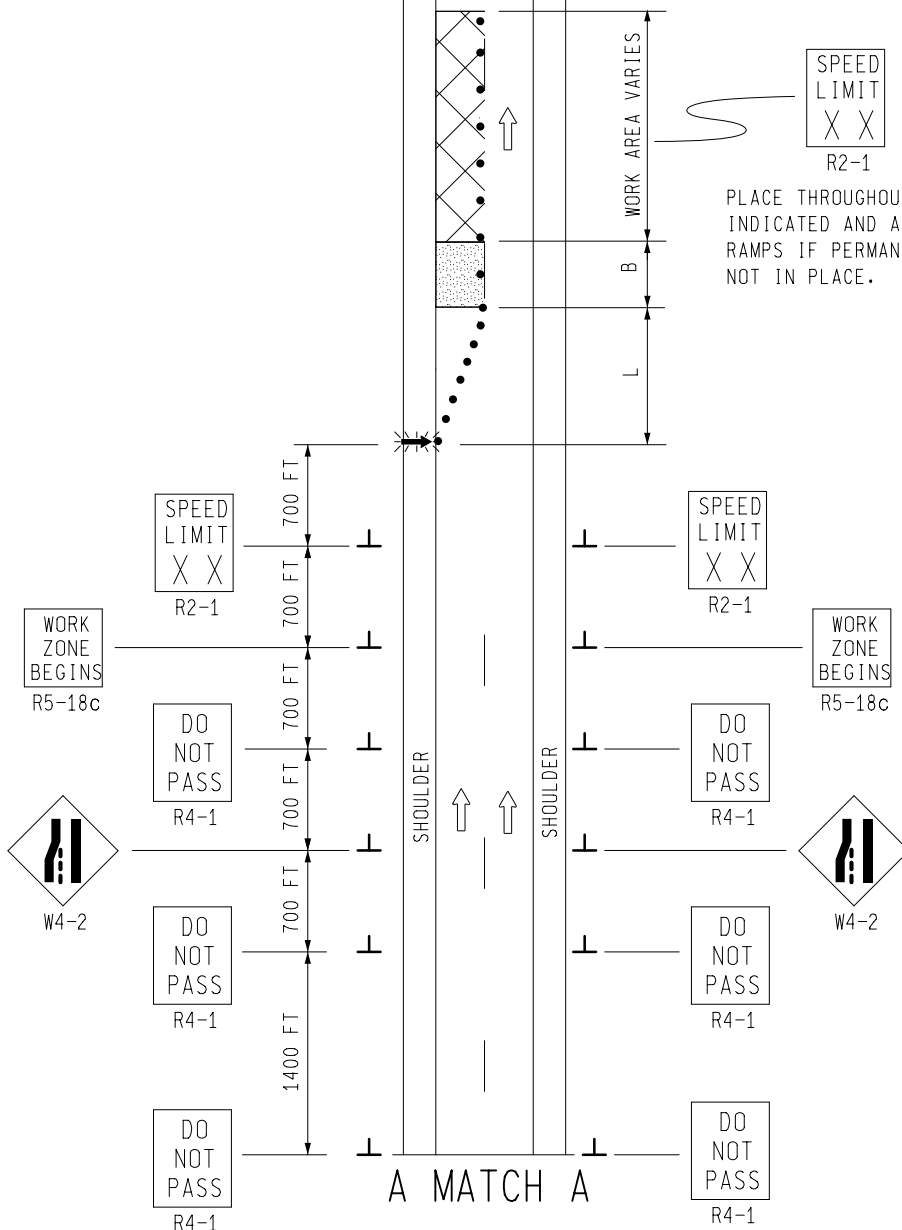 WORK AREA VARIES
SPEED
LIMIT
X X
R2-1
PLACE THROUGHOU
INDICATED AND A
RAMPS IF PERMAN
NOT IN PLACE.
B
L
700 FT
SPEED
LIMIT
X X
R2-1
SPEED
LIMIT
X X
R2-1
700 FT
WORK
ZONE
BEGINS
R5-18c
WORK
ZONE
BEGINS
R5-18c
700 FT
DO
NOT
PASS
R4-1
DO
NOT
PASS
R4-1
700 FT
SHOULDER
SHOULDER
W4-2
W4-2
700 FT
DO
NOT
PASS
R4-1
DO
NOT
PASS
R4-1
1400 FT
DO
NOT
PASS
R4-1
DO
NOT
PASS
R4-1
A MATCH A